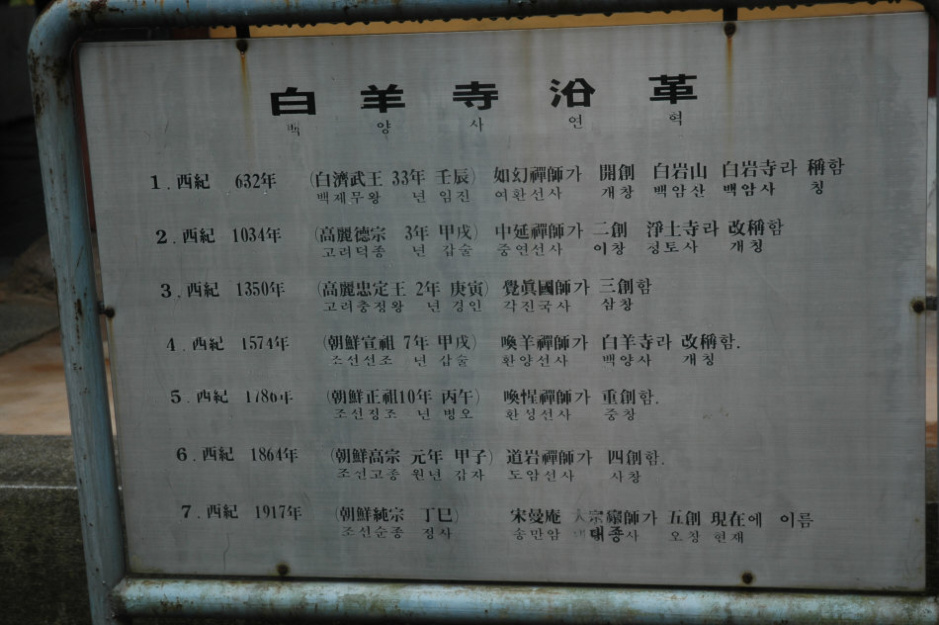 白羊寺沿革
백 양 사 연 혁
1. 西紀 632年 (白濟武王 33年 壬辰) 如幻禪師가 開創 白岩山 白岩寺라 稱함
백제무왕 년 임진 여환선사 개창 백암산 백암사 칭
2. 西紀 1034年 (高麗德宗 3年 甲戌) 中延禪師가 二創 淨土寺라 改稱함
고려덕종 년 갑술 중연선사 이창 정토사 개칭
3. 西紀 1350年 (高麗忠定王 2年 庚寅) 覺眞國師가 三創함
고려충정왕 년 경인 각진국사 삼창
4. 西紀 1574年 (朝鮮宣祖 7年 甲戌) 喚羊禪師가 白羊寺라 改稱함.
조선선조 년 갑술 환양선사 백양사 개칭
5. 西紀 1786年 (朝鮮正祖10年 丙午) 喚惺禪師가 重創함.
조선정조 년 병오 환성선사 중창
6. 西紀 1864年 (朝鮮高宗 元年 甲子) 道岩禪師가 四創함.
조선고종 원년 갑자 도암선사 사창
7. 西紀 1917年 (朝鮮純宗 丁巳) 宋曼庵 宗師가 五創 現在에 이름
조선순종 정사 송만암 대종사 오창 현재